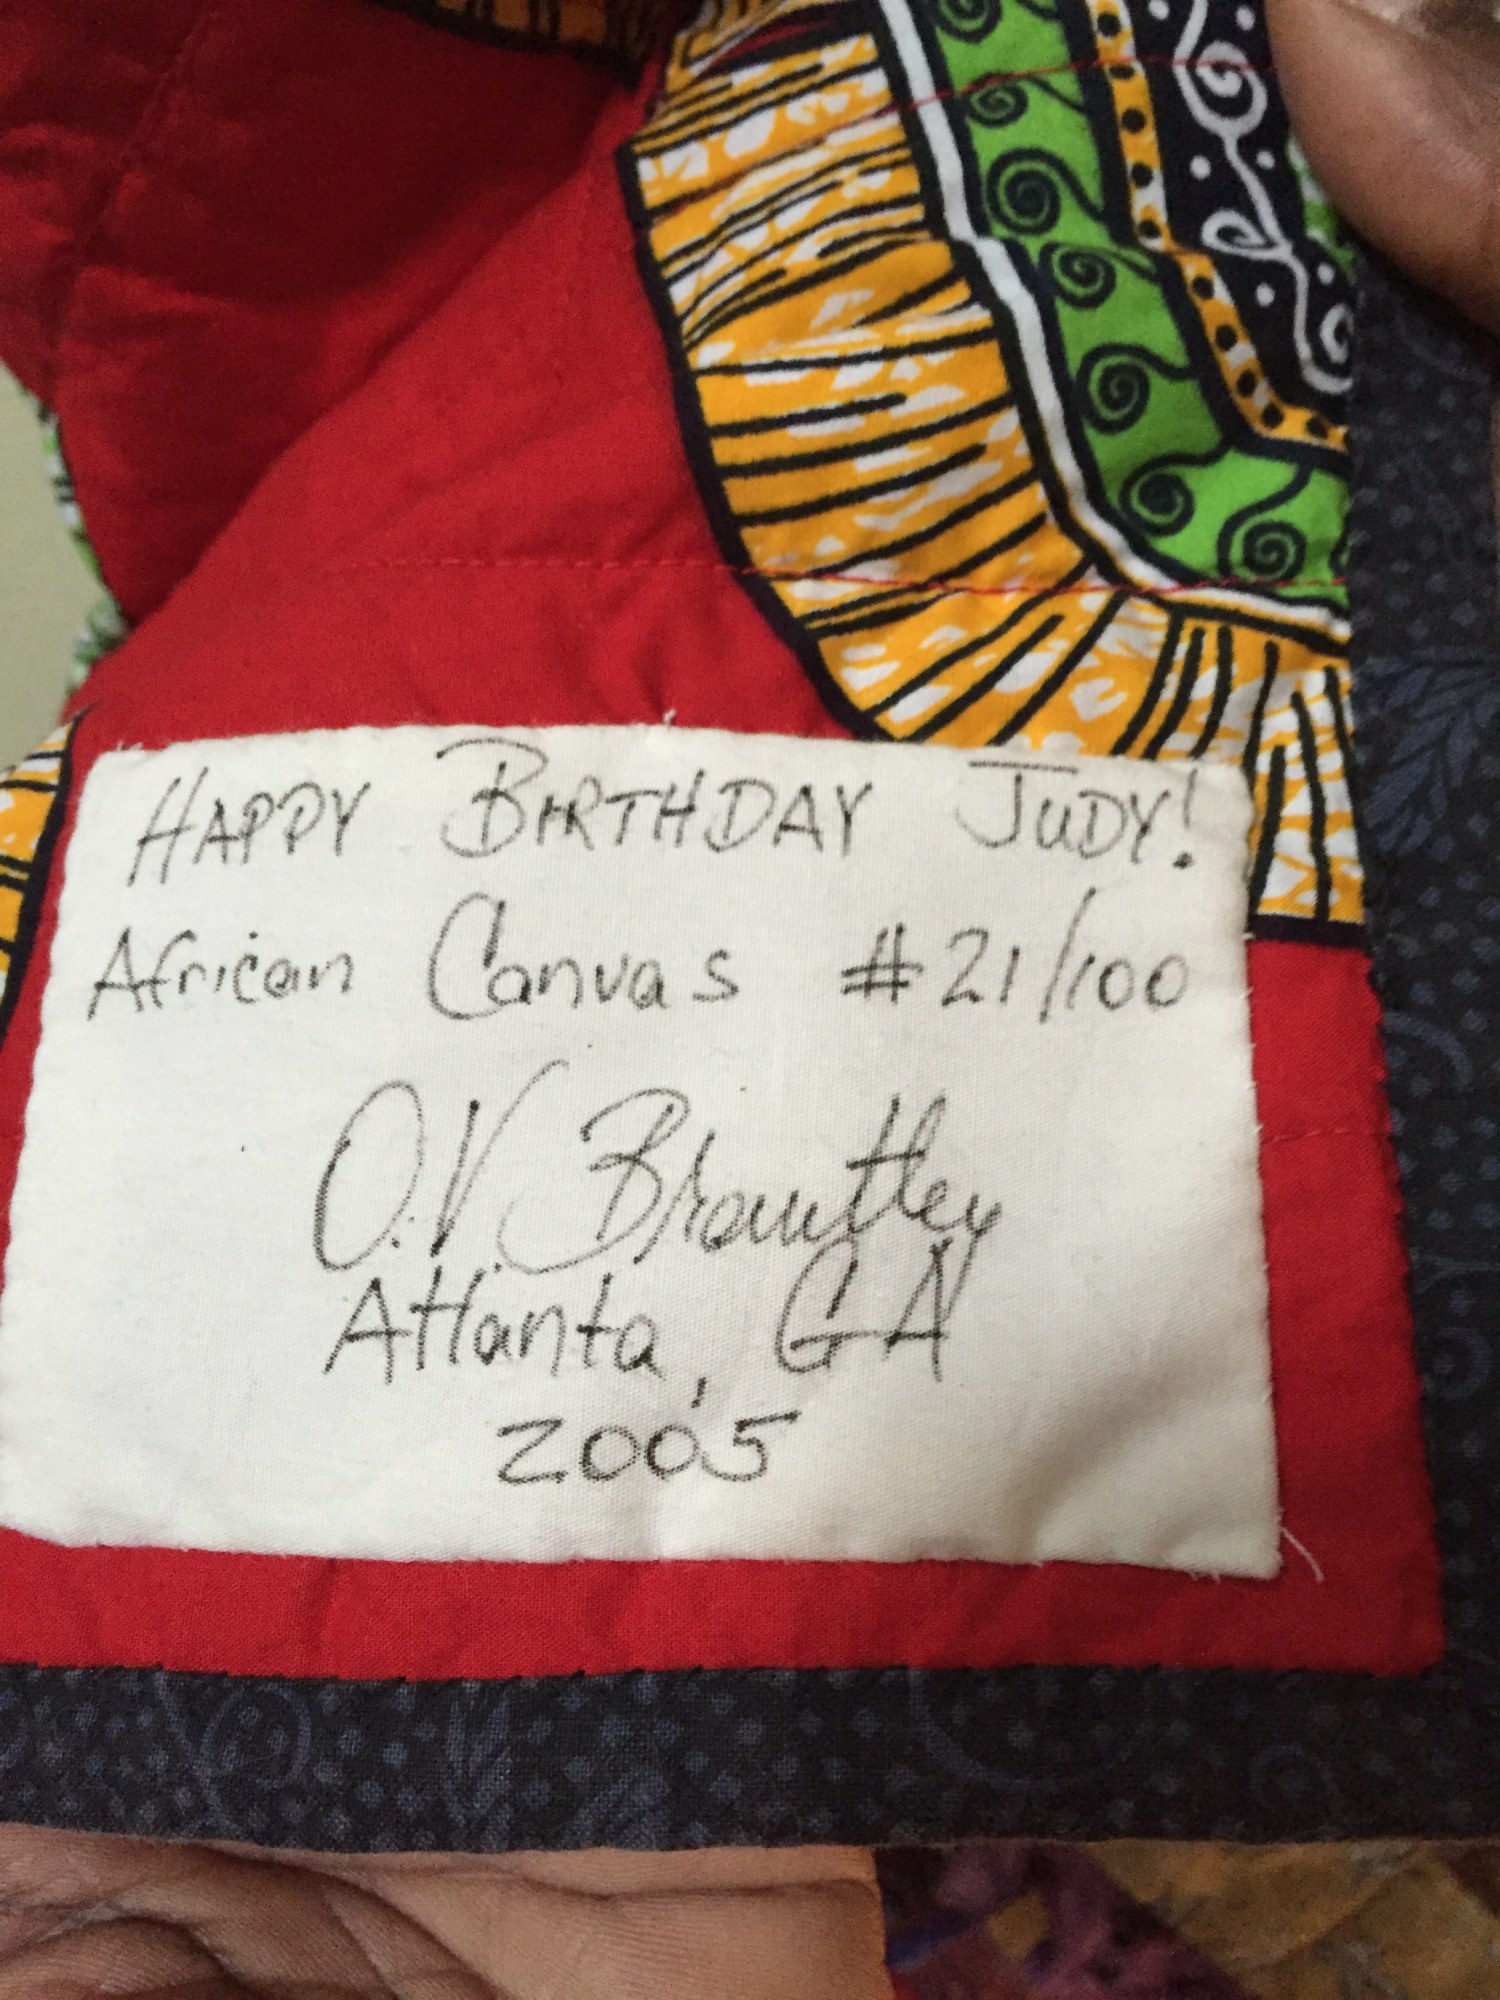 HAPPY BIRTHDAY JUDY!
African Canvas #21/100
O.V. Brantley
Atlanta, GA
2005